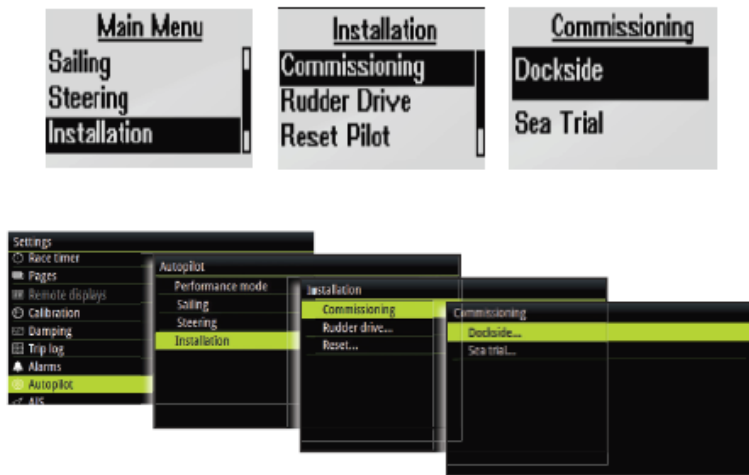 Main Menu
Sailing
Steering
Installation
Installation
Commissioning
Rudder Drive
Reset Pilot
Commissioning
Dockside
Sea Trial
Settings
Race timer
Pages
Remote displays
Calibration
Damping
Trip log
Alarms
Autopilot
AIS
Autopilot
Performance mode
Sailing
Steering
Installation
Installation
Commissioning
Rudder drive...
Reset...
Commissioning
Dockside...
Sea trial...